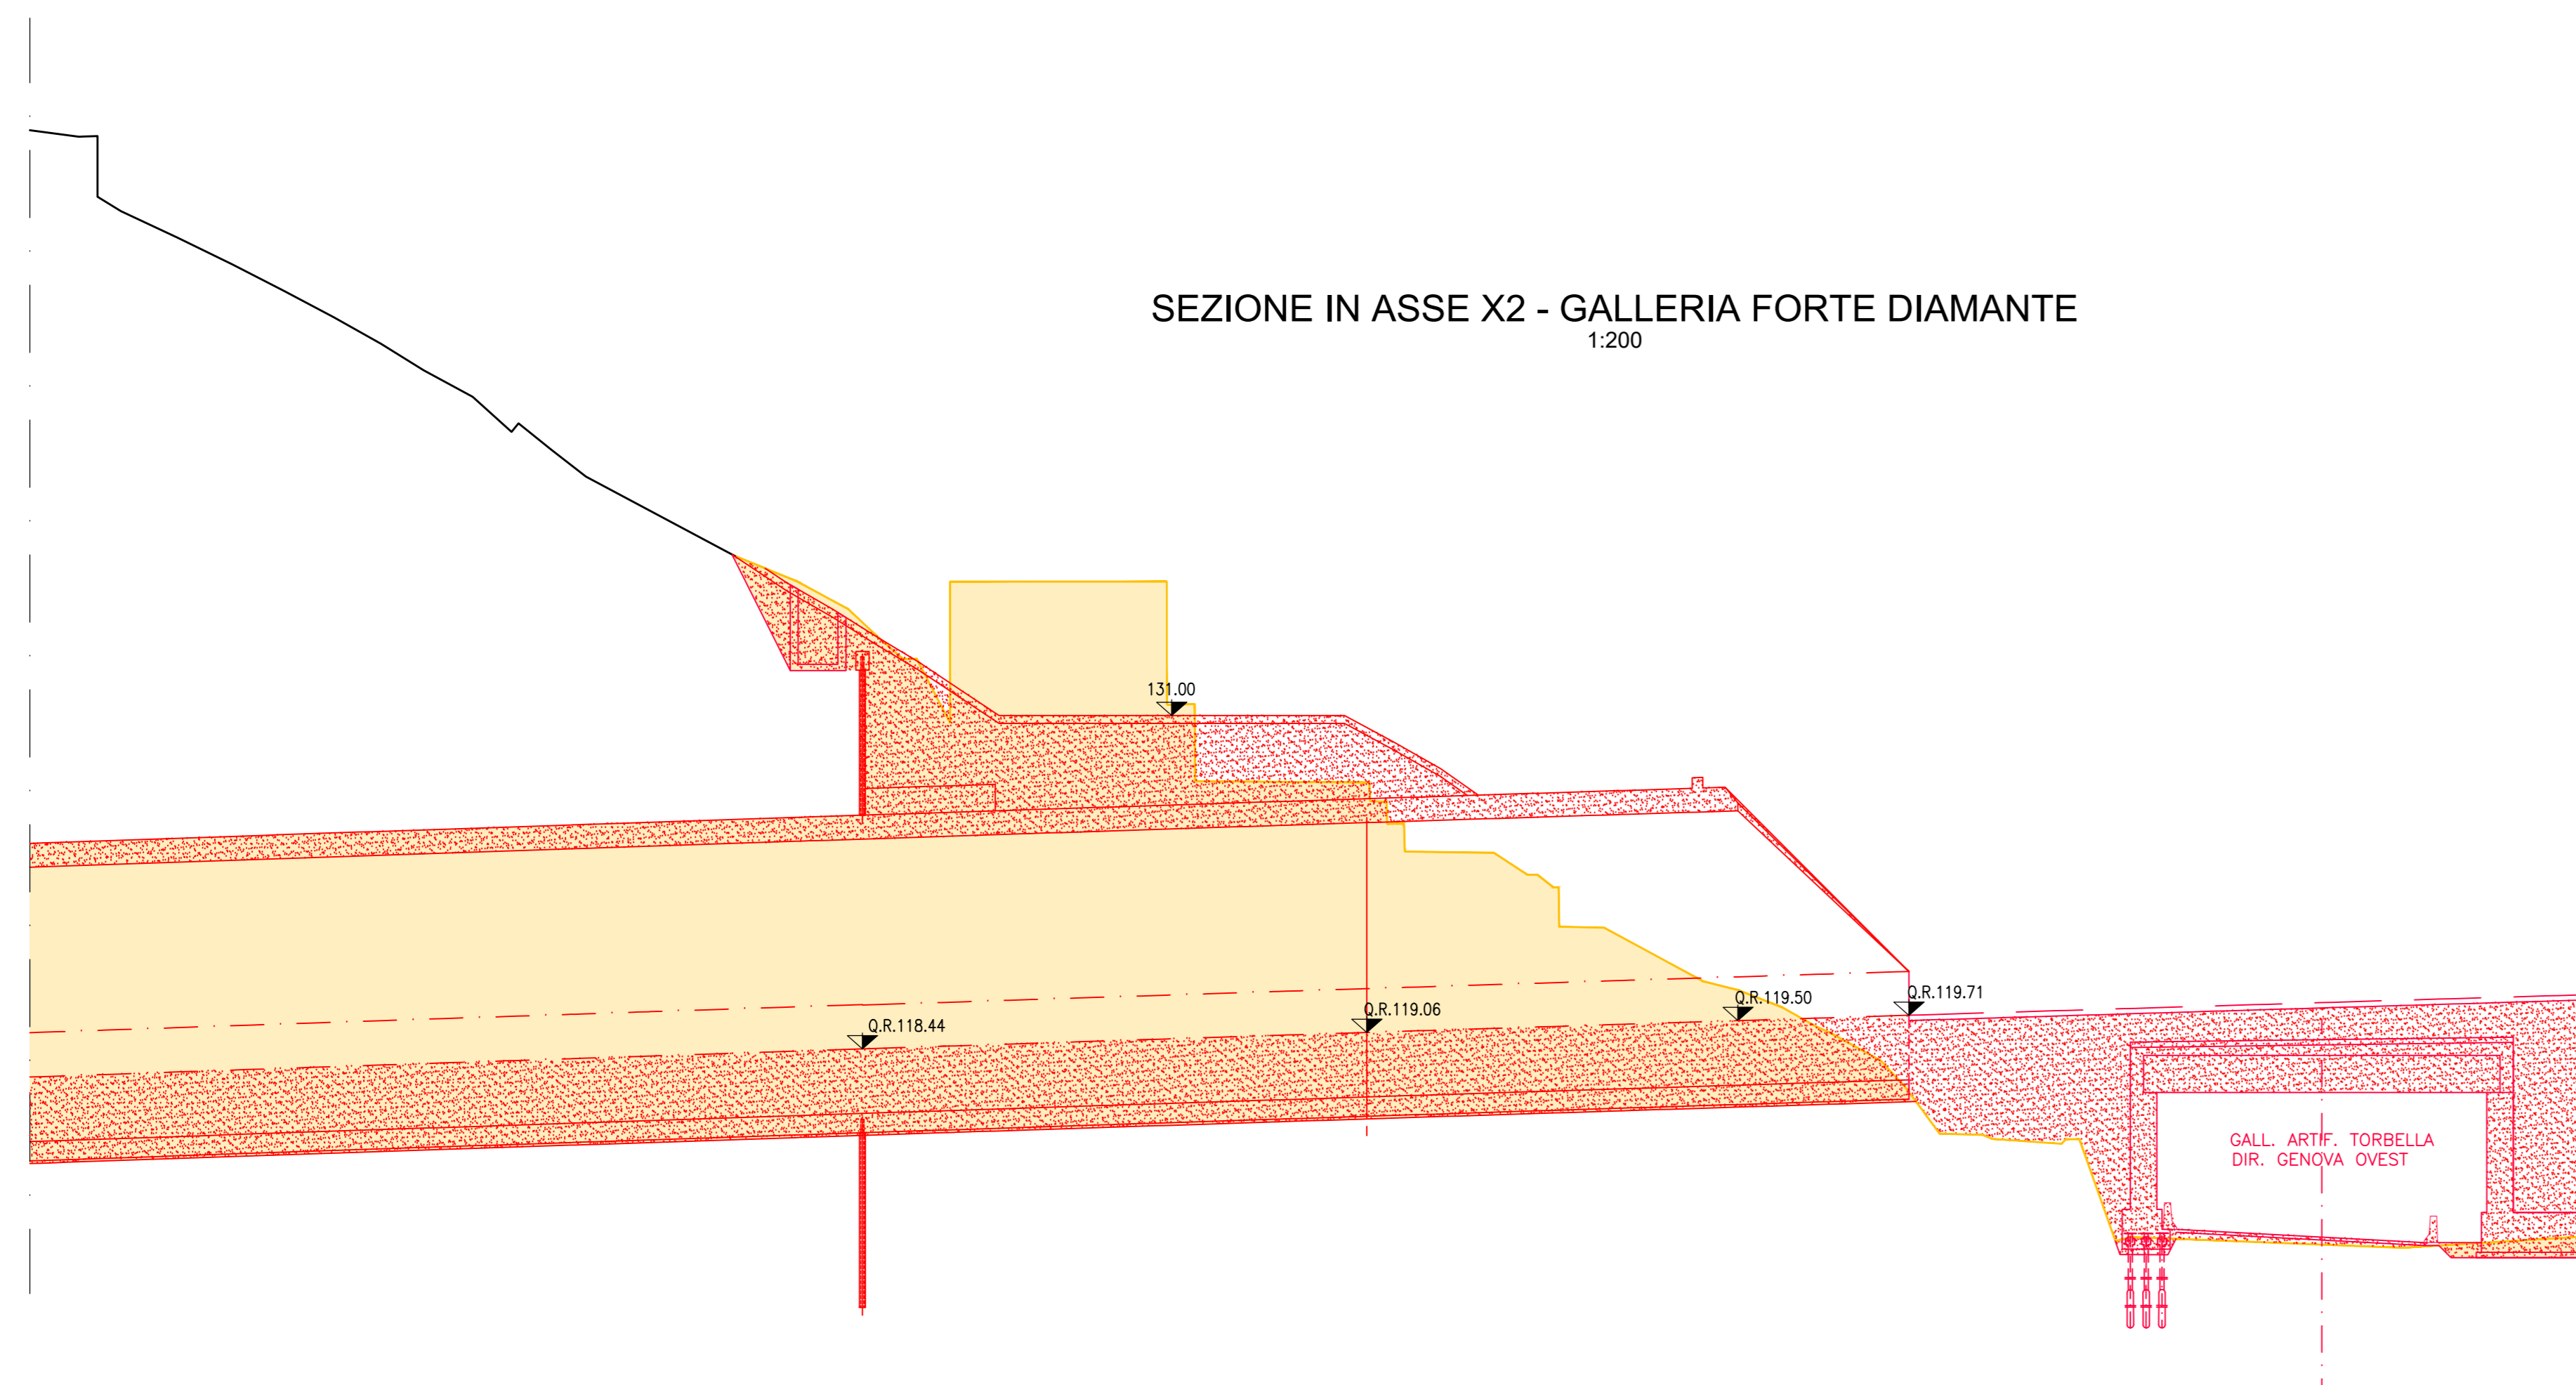 SEZIONE IN ASSE X2 - GALLERIA FORTE DIAMANTE
1:200
131.00
Q.R.118.44
Q.R.119.06
Q.R.119.50
Q.R.119.71
GALL. ARTIF. TORBELLA
DIR. GENOVA OVEST